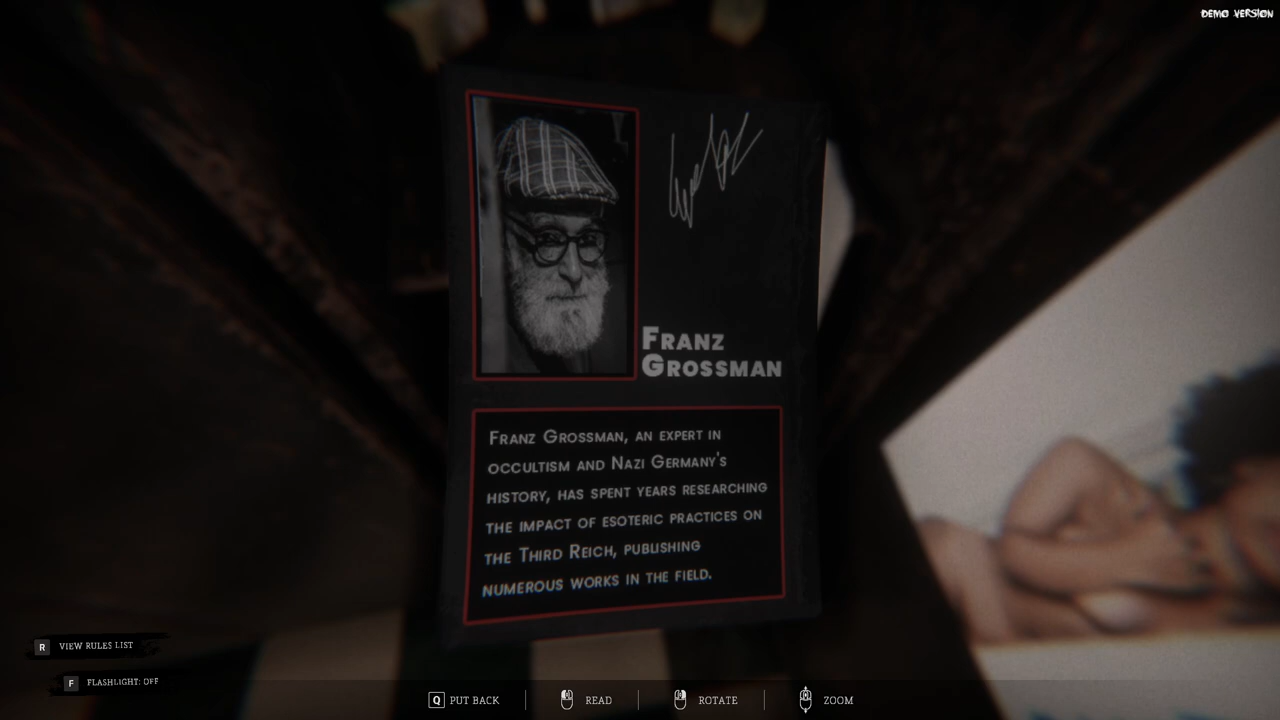 DEMO VERSION
FRANZ
GROSSMAN
FRANZ GROSSMAN, AN EXPERT IN
OCCULTISM AND NAZI GERMANY'S
HISTORY, HAS SPENT YEARS RESEARCHING
THE IMPACT OF ESOTERIC PRACTICES ON
THE THIRD REICH, PUBLISHING
NUMEROUS WORKS IN THE FIELD.
R VIEW RULES LIST
F FLASHLIGHT: OFF
Q PUT BACK READ ROTATE ZOOM